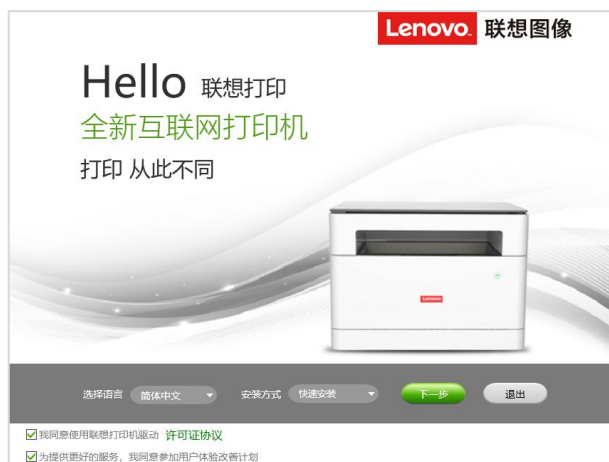 Lenovo. 联想图像
Hello 联想打印
全新互联网打印机
打印 从此不同
Lenovo
选择语言 简体中文 安装方式 快速安装 下一步 退出
我同意使用联想打印机驱动 许可证协议
为提供更好的服务，我同意参加用户体验改善计划